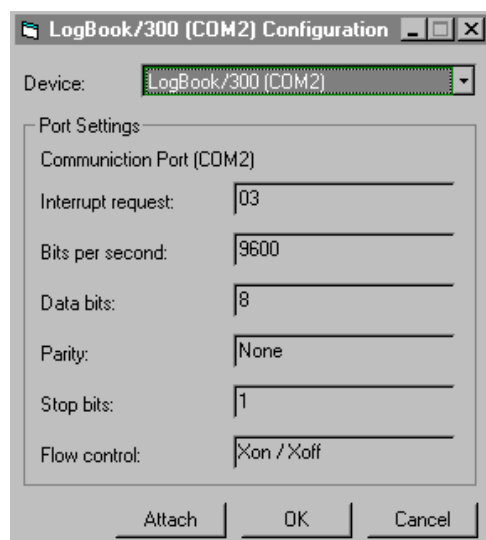 LogBook/300 (COM2) Configuration
Device: LogBook/300 (COM2)
Port Settings
Communiction Port (COM2)
Interrupt request: 03
Bits per second: 9600
Data bits: 8
Parity: None
Stop bits: 1
Flow control: Xon / Xoff
Attach OK Cancel